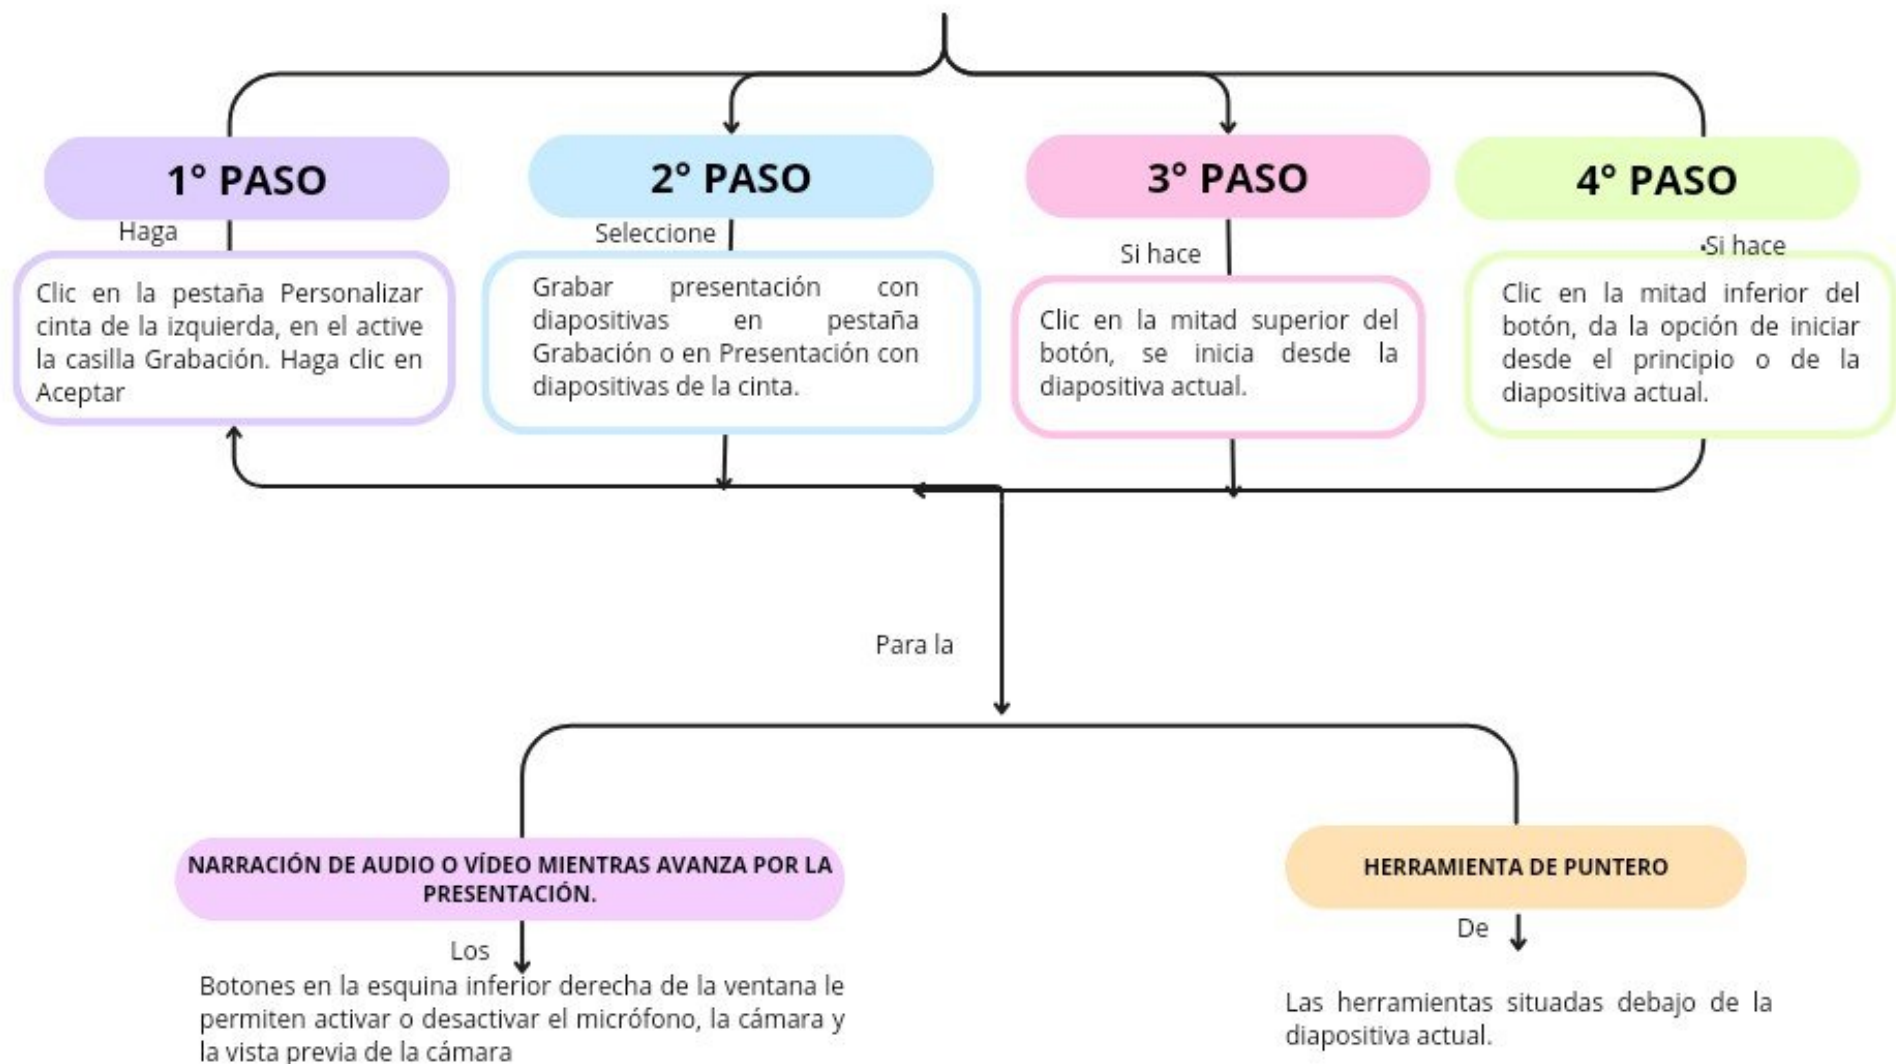 1° PASO
Haga
Clic en la pestaña Personalizar
cinta de la izquierda, en el active
la casilla Grabación. Haga clic en
Aceptar
2° PASO
Seleccione
Grabar presentación con
diapositivas en pestaña
Grabación o en Presentación con
diapositivas de la cinta.
3° PASO
Si hace
Clic en la mitad superior del
botón, se inicia desde la
diapositiva actual.
4° PASO
•Si hace
Clic en la mitad inferior del
botón, da la opción de iniciar
desde el principio o de la
diapositiva actual.
Para la
NARRACIÓN DE AUDIO O VÍDEO MIENTRAS AVANZA POR LA
PRESENTACIÓN.
Los
Botones en la esquina inferior derecha de la ventana le
permiten activar o desactivar el micrófono, la cámara y
la vista previa de la cámara
HERRAMIENTA DE PUNTERO
De
Las herramientas situadas debajo de la
diapositiva actual.